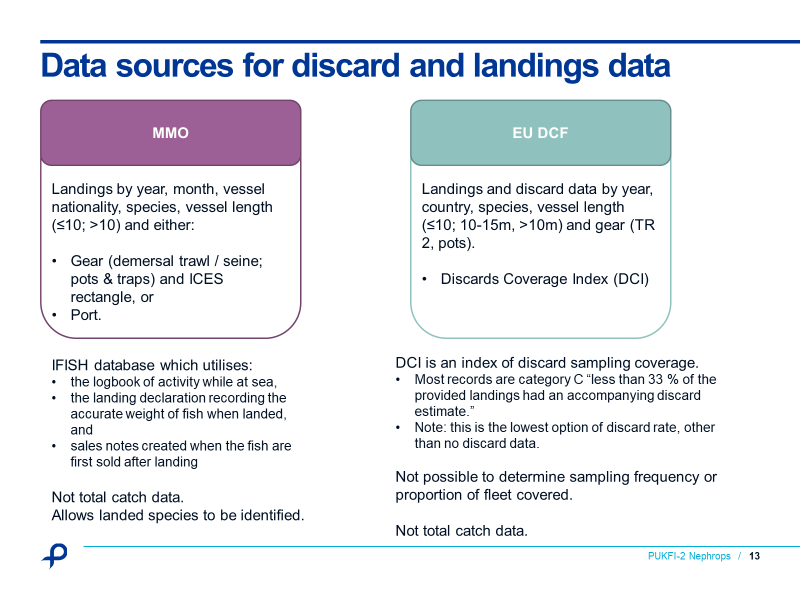 Data sources for discard and landings data
MMO
Landings by year, month, vessel
nationality, species, vessel length
(≤10; >10) and either:
• Gear (demersal trawl / seine;
pots & traps) and ICES
rectangle, or
• Port.
IFISH database which utilises:
• the logbook of activity while at sea,
• the landing declaration recording the
accurate weight of fish when landed,
and
• sales notes created when the fish are
first sold after landing
Not total catch data.
Allows landed species to be identified.
EU DCF
Landings and discard data by year,
country, species, vessel length
(≤10; 10-15m, >10m) and gear (TR
2, pots).
• Discards Coverage Index (DCI)
DCI is an index of discard sampling coverage.
• Most records are category C “less than 33 % of the
provided landings had an accompanying discard
estimate.”
• Note: this is the lowest option of discard rate, other
than no discard data.
Not possible to determine sampling frequency or
proportion of fleet covered.
Not total catch data.
PUKFI-2 Nephrops / 13